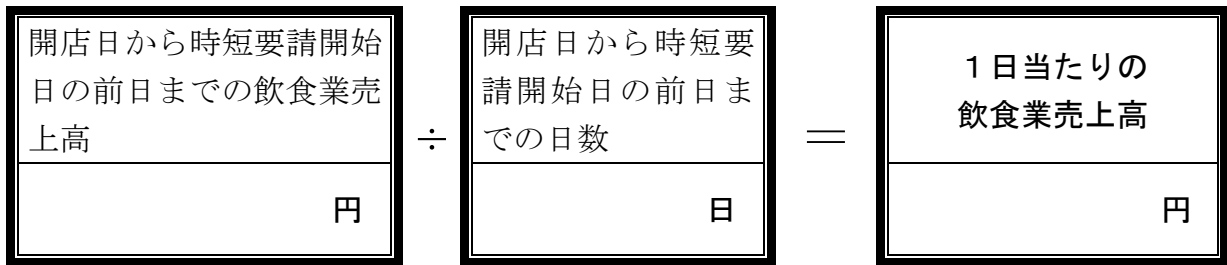 開店日から時短要請開始
日の前日までの飲食業売
上高
円
÷
開店日から時短要
請開始日の前日ま
での日数
日
＝
１日当たりの
飲食業売上高
円